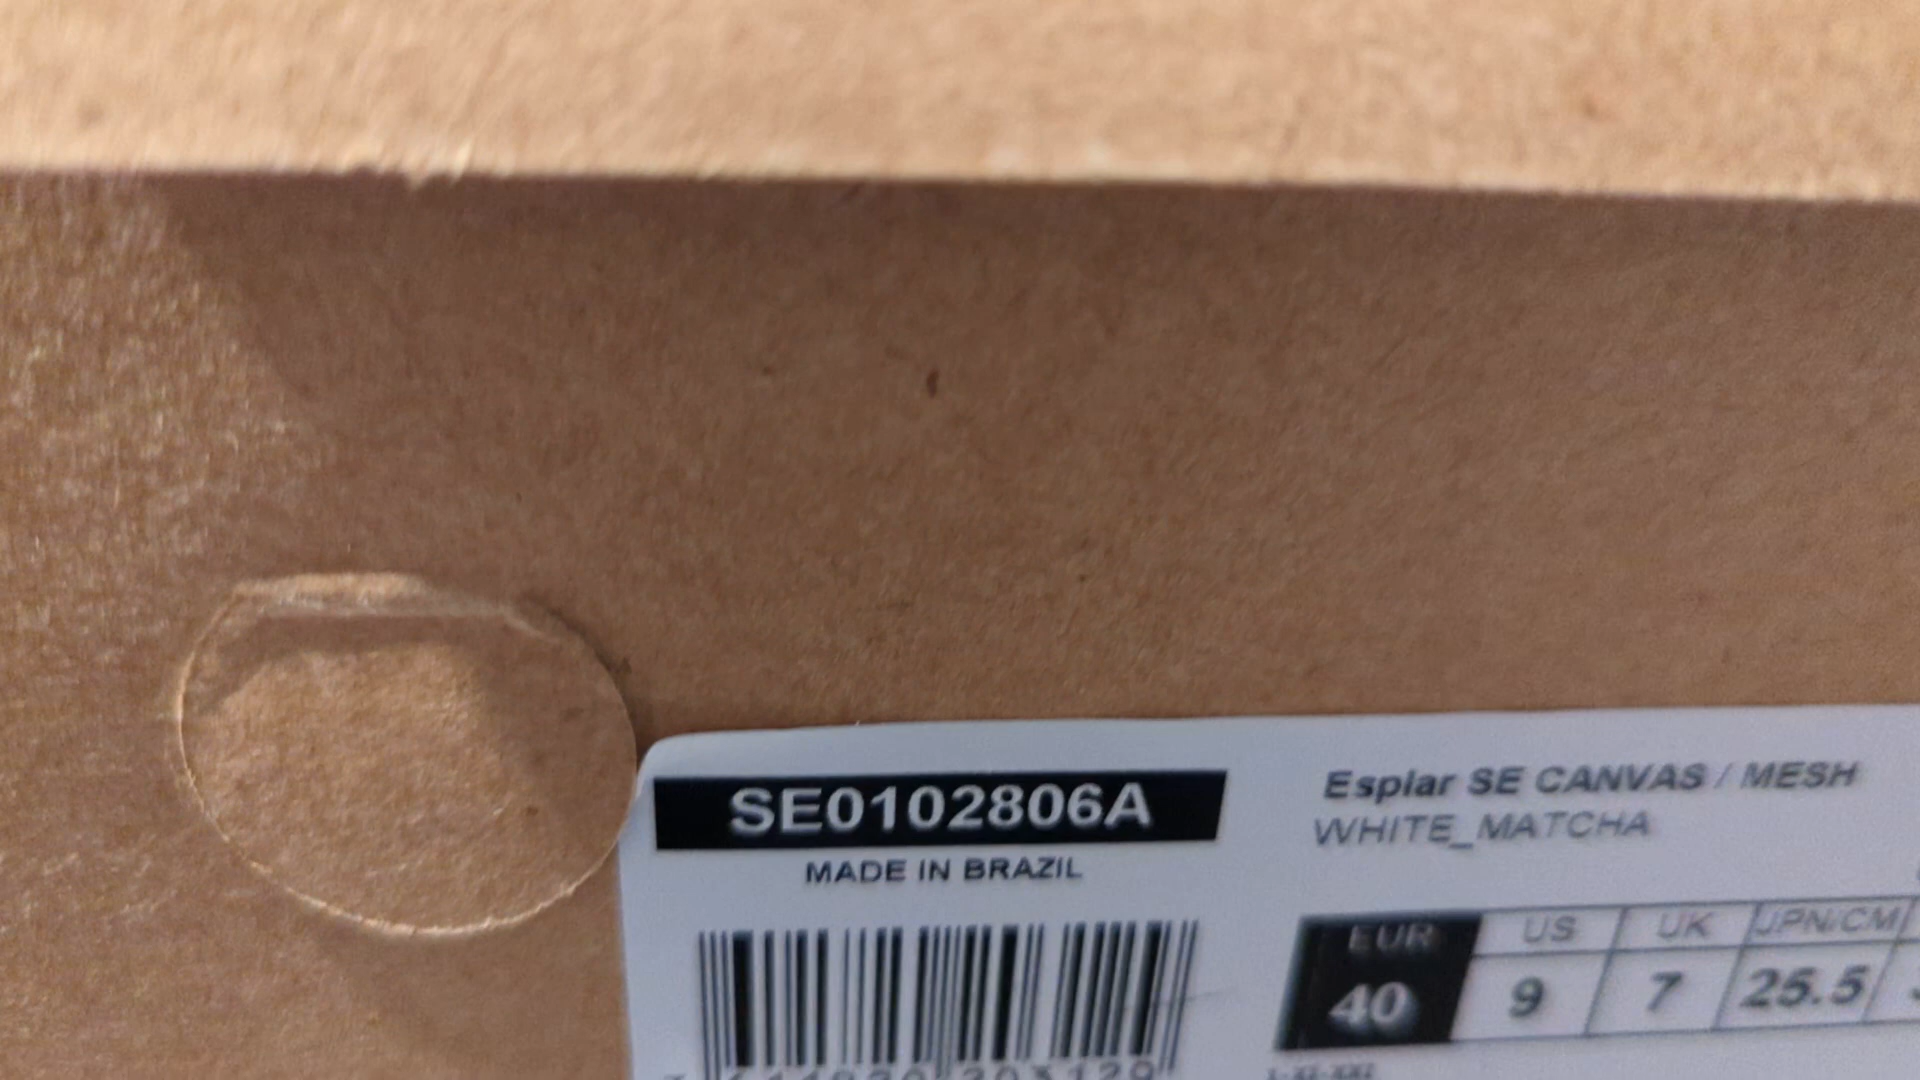 SE0102806A
MADE IN BRAZIL
Esplar SE CANVAS / MESH
WHITE_MATCHA
EUR US UK JPN/CM
40 9 7 25.5